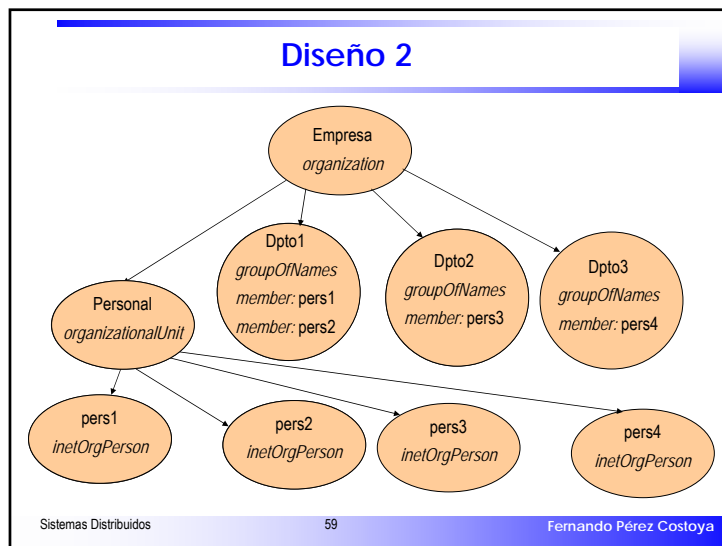 Diseño 2
Empresa
organization
Dpto1
groupOfNames
member: pers1
member: pers2
Dpto2
groupOfNames
member: pers3
Dpto3
groupOfNames
member: pers4
Personal
organizationalUnit
pers1
inetOrgPerson
pers2
inetOrgPerson
pers3
inetOrgPerson
pers4
inetOrgPerson
Sistemas Distribuidos
59
Fernando Pérez Costoya